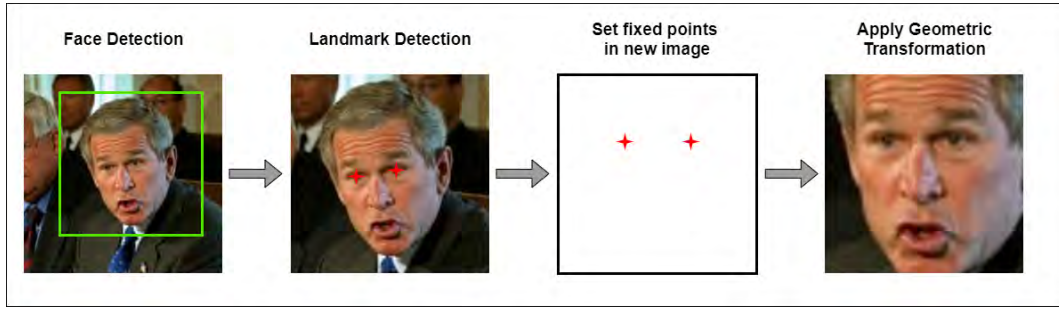 Face Detection
Landmark Detection
Set fixed points
in new image
Apply Geometric
Transformation